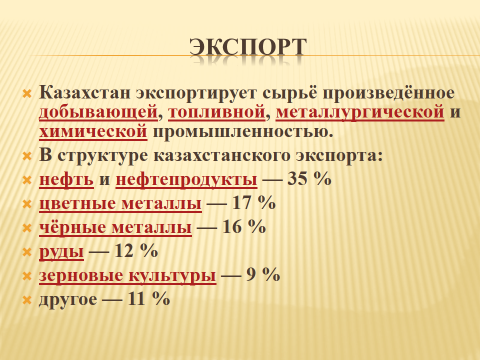 ЭКСПОРТ
Казахстан экспортирует сырьё произведённое
добывающей, топливной, металлургической и
химической промышленностью.
В структуре казахстанского экспорта:
нефть и нефтепродукты — 35 %
цветные металлы — 17 %
чёрные металлы — 16 %
руды — 12 %
зерновые культуры — 9 %
другое — 11 %